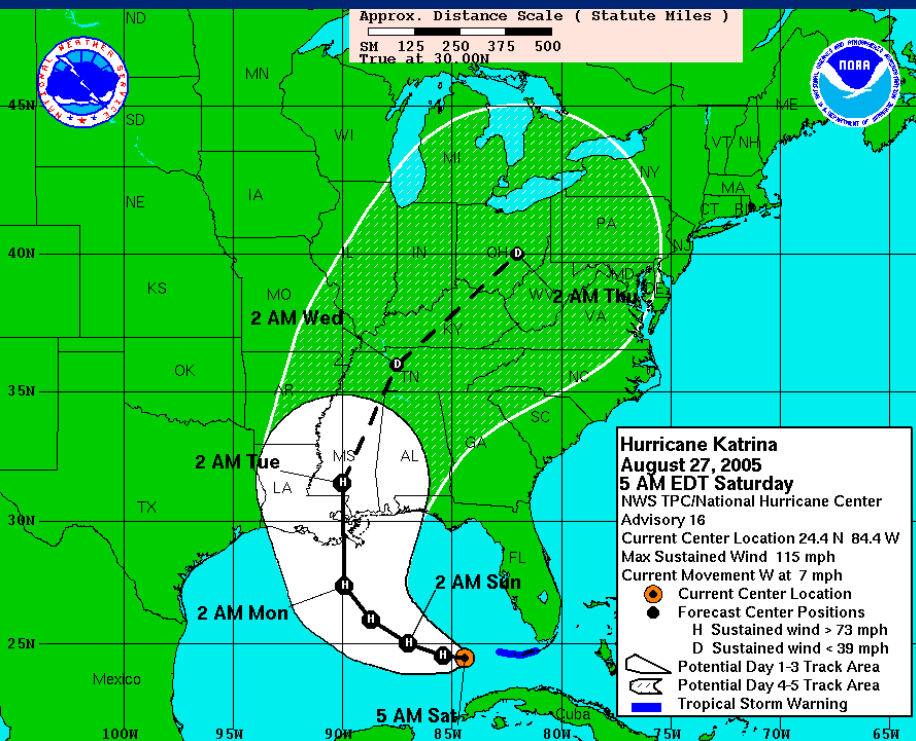 Approx. Distance Scale ( Statute Miles )
SM 125 250 375 500
True at 30.00N
NATIONAL WEATHER SERVICE
NOAA
ND
MN
SD
WI
MI
ME
VT NH
NY
MA
CT RI
45N
NE
IA
PA
NJ
40N
IL
IN
OH
MD
DE
KS
MO
WV
VA
2 AM Thu
2 AM Wed
KY
OK
TN
NC
35N
AR
SC
GA
2 AM Tue
MS
AL
LA
TX
30N
FL
2 AM Sun
2 AM Mon
25N
Mexico
5 AM Sat
Cuba
H
H
H
H
H
D
D
100W 95W 90W 85W 80W 75W 70W 65W
Hurricane Katrina
August 27, 2005
5 AM EDT Saturday
NWS TPC/National Hurricane Center
Advisory 16
Current Center Location 24.4 N 84.4 W
Max Sustained Wind 115 mph
Current Movement W at 7 mph
Current Center Location
Forecast Center Positions
H Sustained wind > 73 mph
D Sustained wind < 39 mph
Potential Day 1-3 Track Area
Potential Day 4-5 Track Area
Tropical Storm Warning